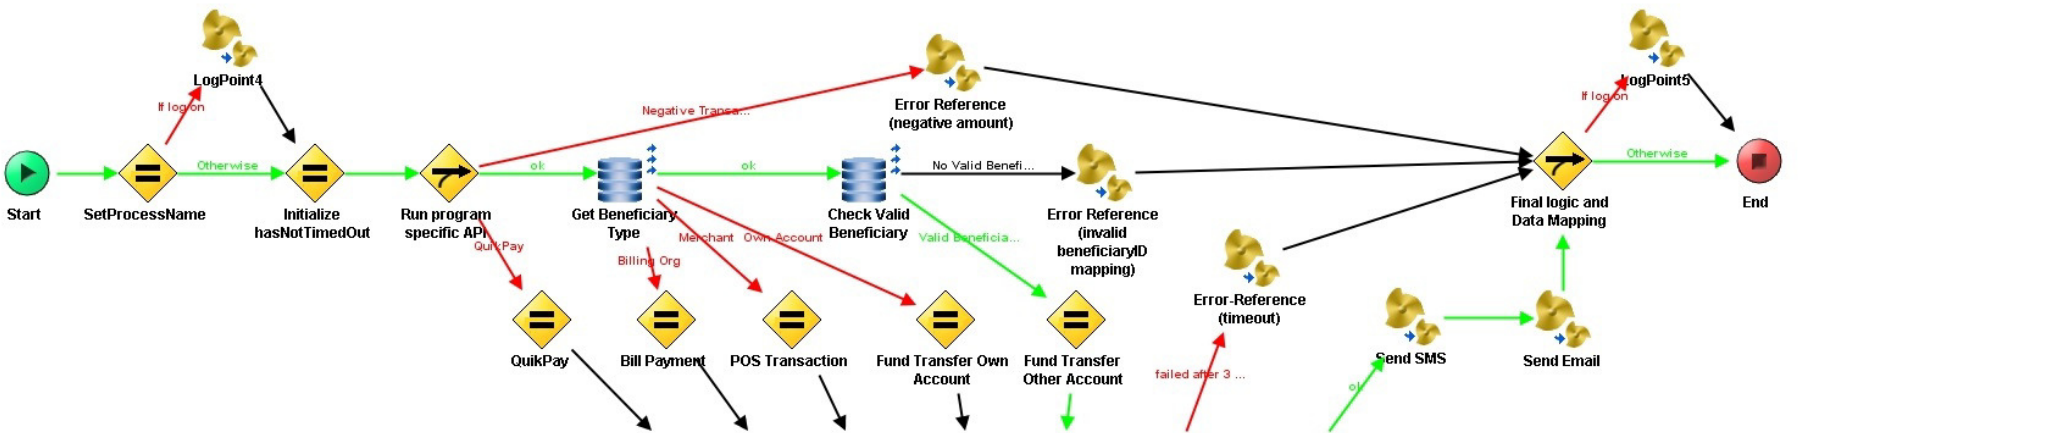 LogPoint4
If log on
Start
SetProcessName
Otherwise
Initialize
hasNotTimedOut
Run program
specific API
Negative Transa...
ok
QuikPay
Get Beneficiary
Type
ok
Merchant
Own Account
Billing Org
Error Reference
(negative amount)
Check Valid
Beneficiary
No Valid Benefi...
Valid Beneficia...
Error Reference
(invalid
beneficiaryID
mapping)
QuikPay
Bill Payment
POS Transaction
Fund Transfer Own
Account
Fund Transfer
Other Account
Error-Reference
(timeout)
failed after 3 ...
ok
Send SMS
Send Email
Final logic and
Data Mapping
If log on
LogPoint5
Otherwise
End